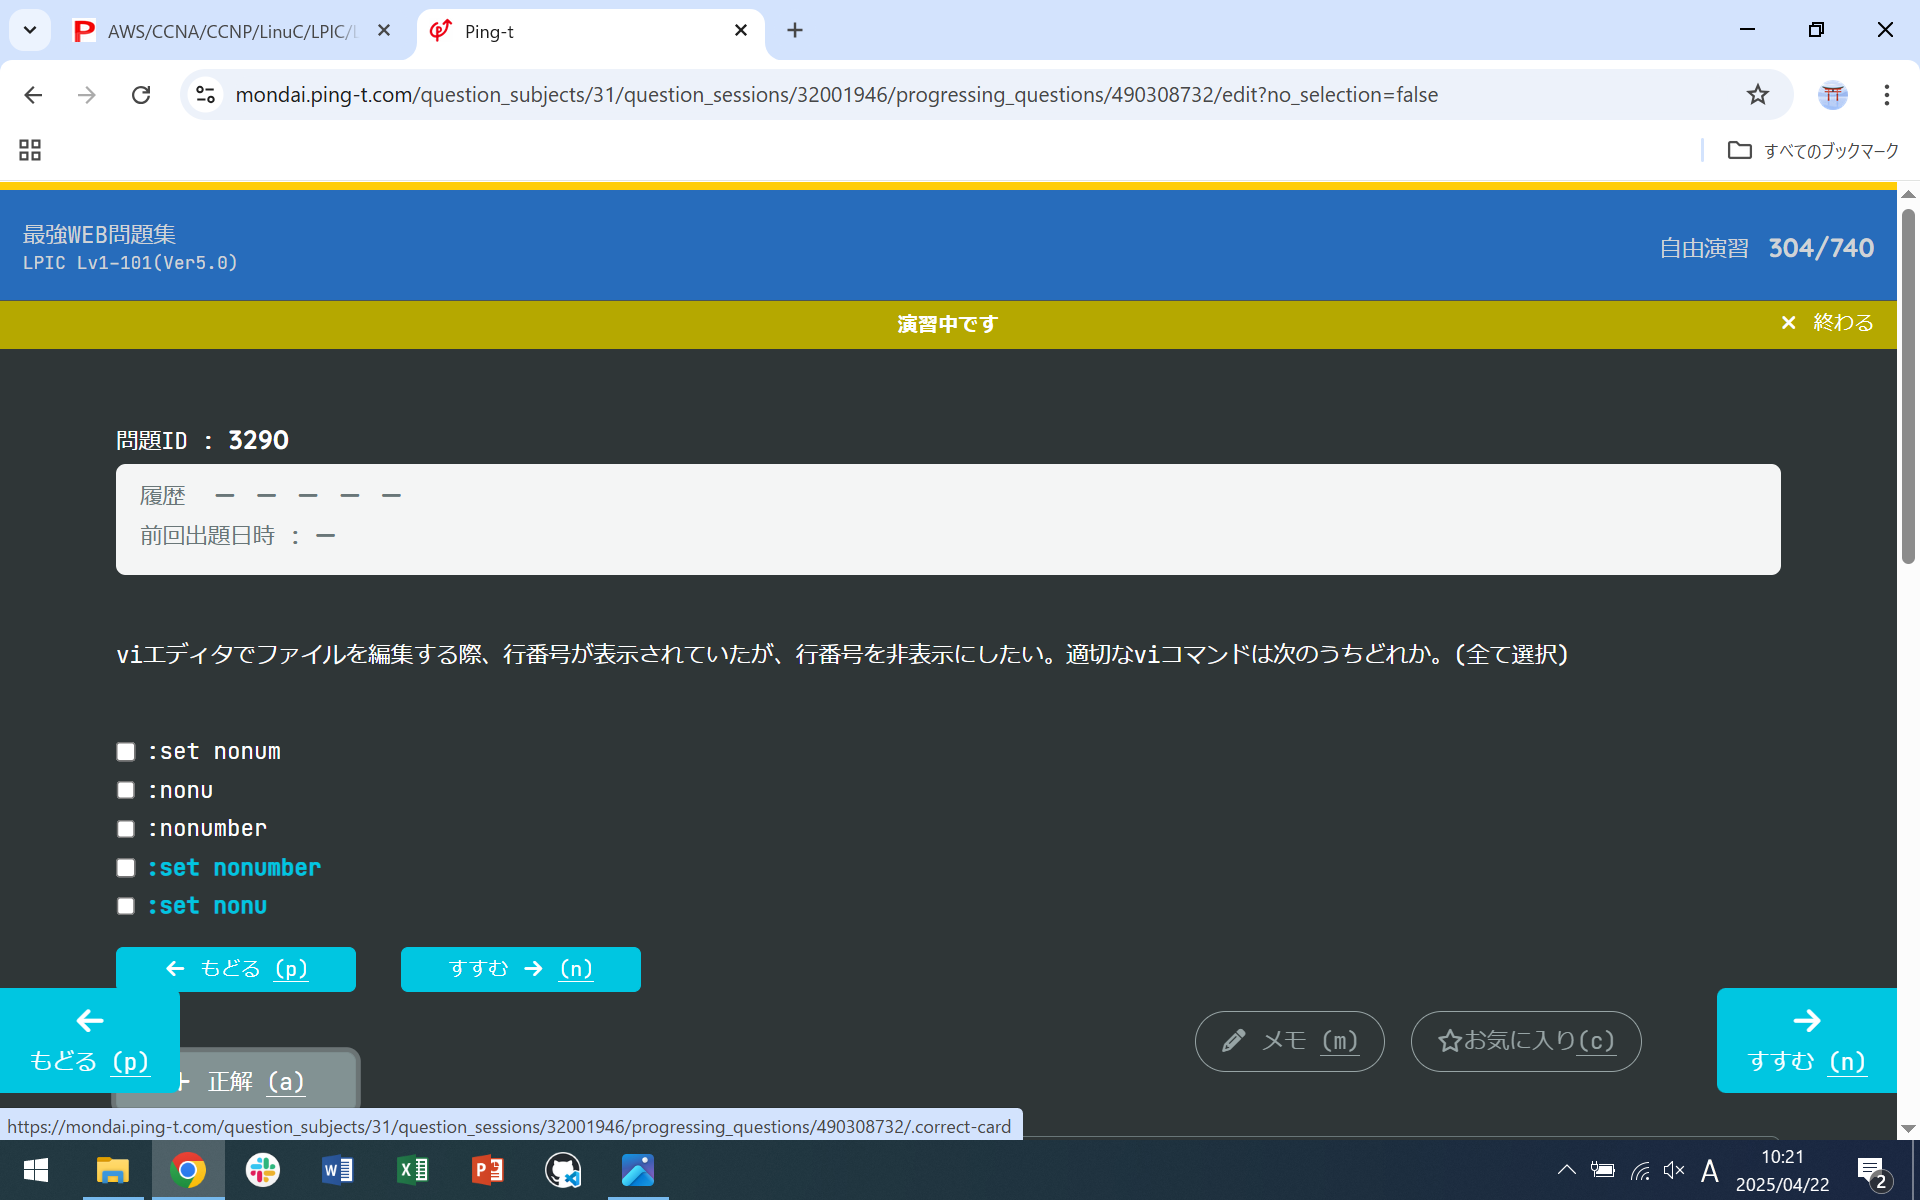 AWS/CCNA/CCNP/LinuC/LPIC/
Ping-t
mondai.ping-t.com/question_subjects/31/question_sessions/32001946/progressing_questions/490308732/edit?no_selection=false
すべてのブックマーク
最強WEB問題集
LPIC Lv1-101(Ver5.0)
自由演習 304/740
演習中です
× 終わる
問題ID : 3290
履歴 ー ー ー ー ー
前回出題日時 : ー
viエディタでファイルを編集する際、行番号が表示されていたが、行番号を非表示にしたい。適切なviコマンドは次のうちどれか。(全て選択)
:set nonum
:nonu
:nonumber
:set nonumber
:set nonu
← もどる (p)
すすむ → (n)
← もどる (p)
メモ (m)
☆お気に入り(c)
→ すすむ (n)
+ 正解 (a)
https://mondai.ping-t.com/question_subjects/31/question_sessions/32001946/progressing_questions/490308732/.correct-card
A
10:21
2025/04/22
2